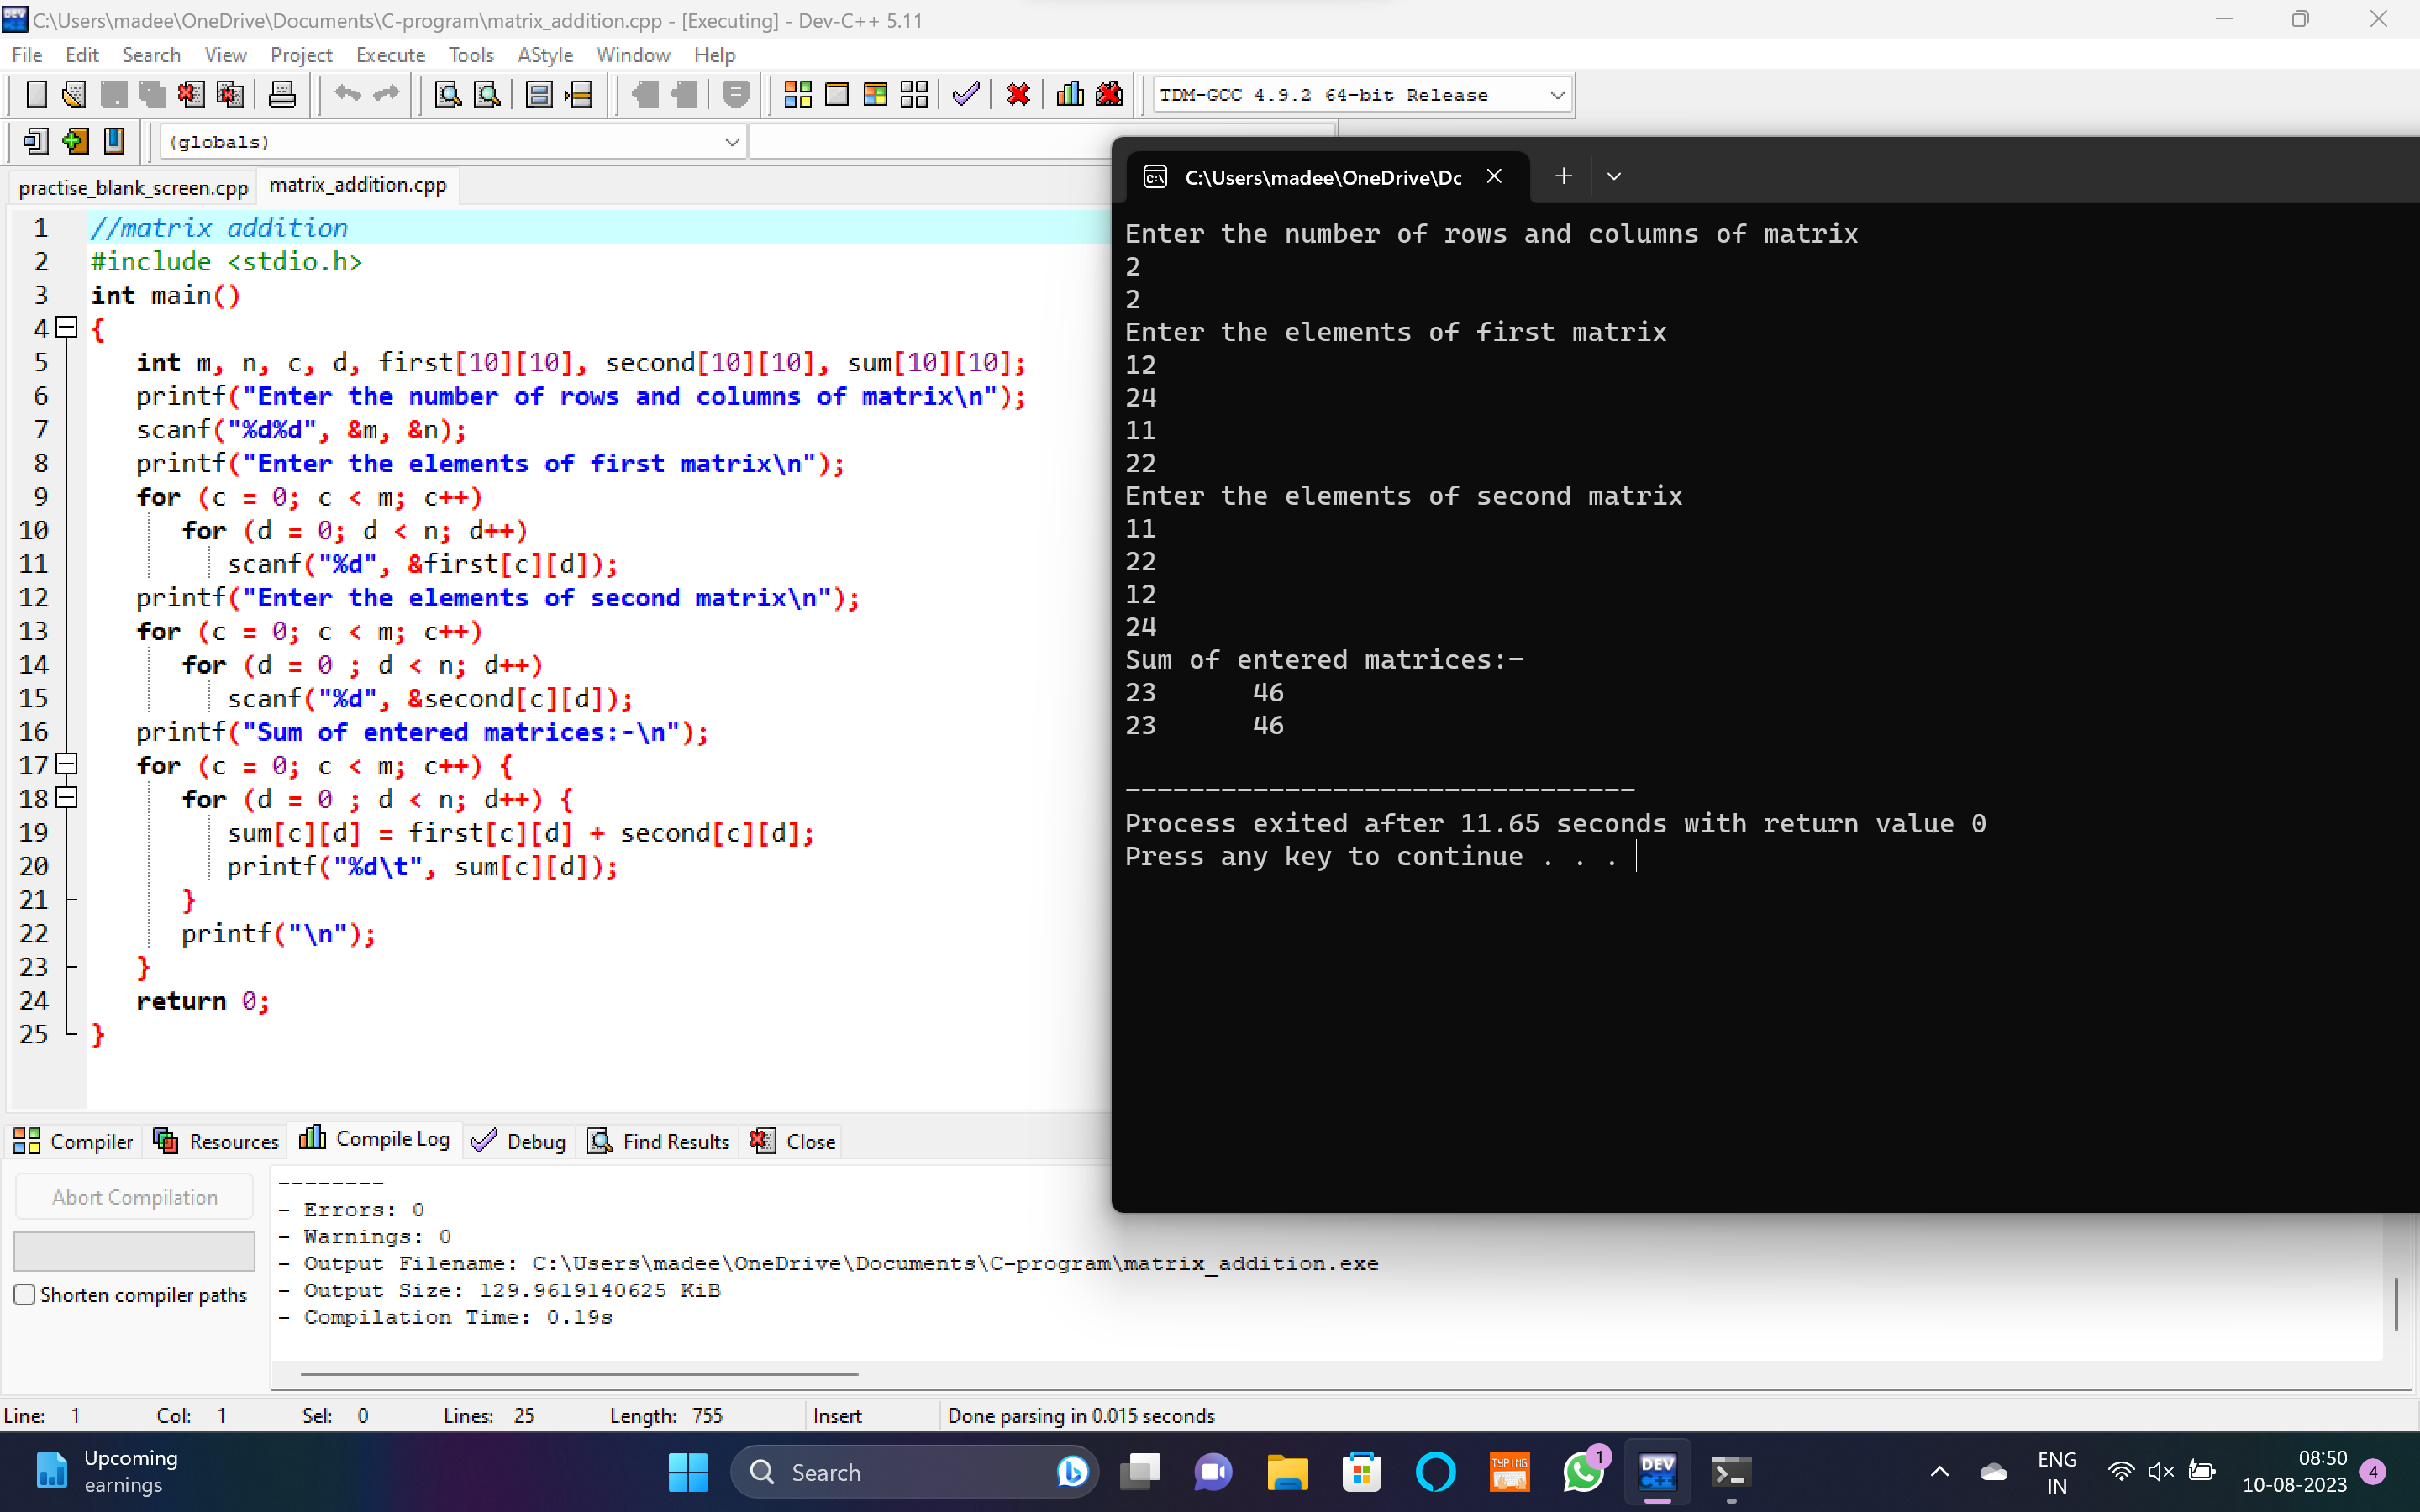 C:\Users\madee\OneDrive\Documents\C-program\matrix_addition.cpp - [Executing] - Dev-C++ 5.11
File Edit Search View Project Execute Tools AStyle Window Help
TDM-GCC 4.9.2 64-bit Release
(globals)
practise_blank_screen.cpp matrix_addition.cpp
1 //matrix addition
2 #include <stdio.h>
3 int main()
4 {
5 int m, n, c, d, first[10][10], second[10][10], sum[10][10];
6 printf("Enter the number of rows and columns of matrix\n");
7 scanf("%d%d", &m, &n);
8 printf("Enter the elements of first matrix\n");
9 for (c = 0; c < m; c++)
10 for (d = 0; d < n; d++)
11 scanf("%d", &first[c][d]);
12 printf("Enter the elements of second matrix\n");
13 for (c = 0; c < m; c++)
14 for (d = 0 ; d < n; d++)
15 scanf("%d", &second[c][d]);
16 printf("Sum of entered matrices:-\n");
17 for (c = 0; c < m; c++) {
18 for (d = 0 ; d < n; d++) {
19 sum[c][d] = first[c][d] + second[c][d];
20 printf("%d\t", sum[c][d]);
21 }
22 printf("\n");
23 }
24 return 0;
25 }
C:\Users\madee\OneDrive\Dc
Enter the number of rows and columns of matrix
2
2
Enter the elements of first matrix
12
24
11
22
Enter the elements of second matrix
11
22
12
24
Sum of entered matrices:-
23 46
23 46
--------------------------------
Process exited after 11.65 seconds with return value 0
Press any key to continue . . .
Compiler Resources Compile Log Debug Find Results Close
Abort Compilation
Shorten compiler paths
--------
- Errors: 0
- Warnings: 0
- Output Filename: C:\Users\madee\OneDrive\Documents\C-program\matrix_addition.exe
- Output Size: 129.9619140625 KiB
- Compilation Time: 0.19s
Line: 1 Col: 1 Sel: 0 Lines: 25 Length: 755 Insert Done parsing in 0.015 seconds
Upcoming
earnings
Search
TYPING
1
DEV
C++
ENG
IN
08:50
10-08-2023
4